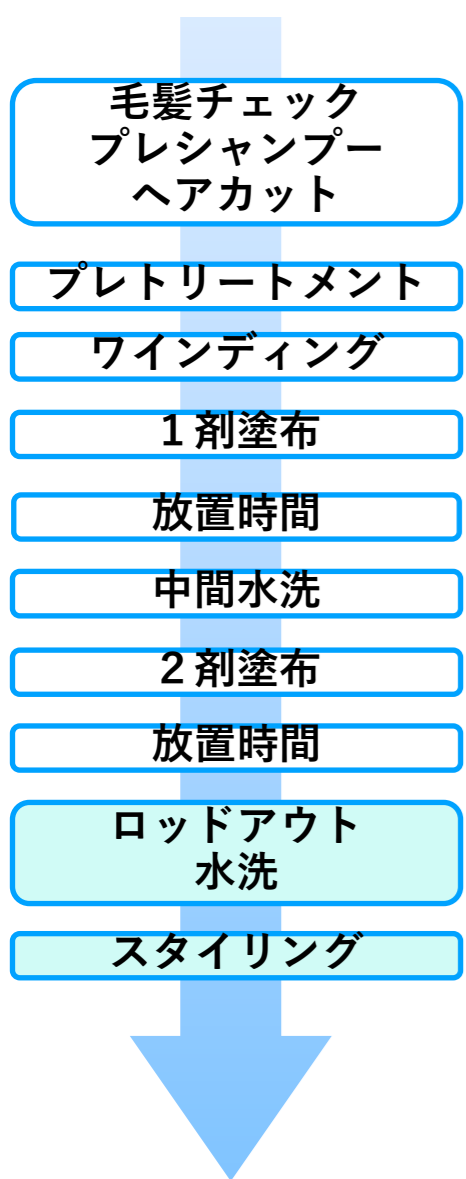 毛髪チェック
プレシャンプー
ヘアカット
プレトリートメント
ワインディング
１剤塗布
放置時間
中間水洗
２剤塗布
放置時間
ロッドアウト
水洗
スタイリング